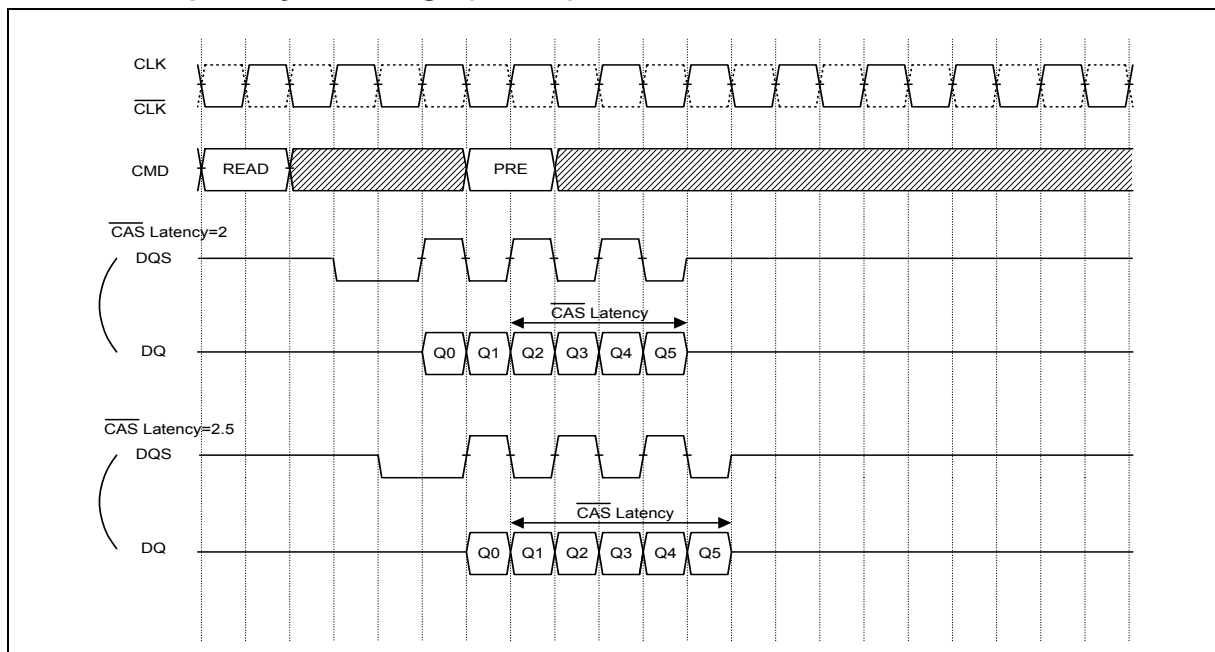 CLK
CLK
CMD READ PRE
CAS Latency=2
DQS
CAS Latency
DQ Q0 Q1 Q2 Q3 Q4 Q5
CAS Latency=2.5
DQS
CAS Latency
DQ Q0 Q1 Q2 Q3 Q4 Q5